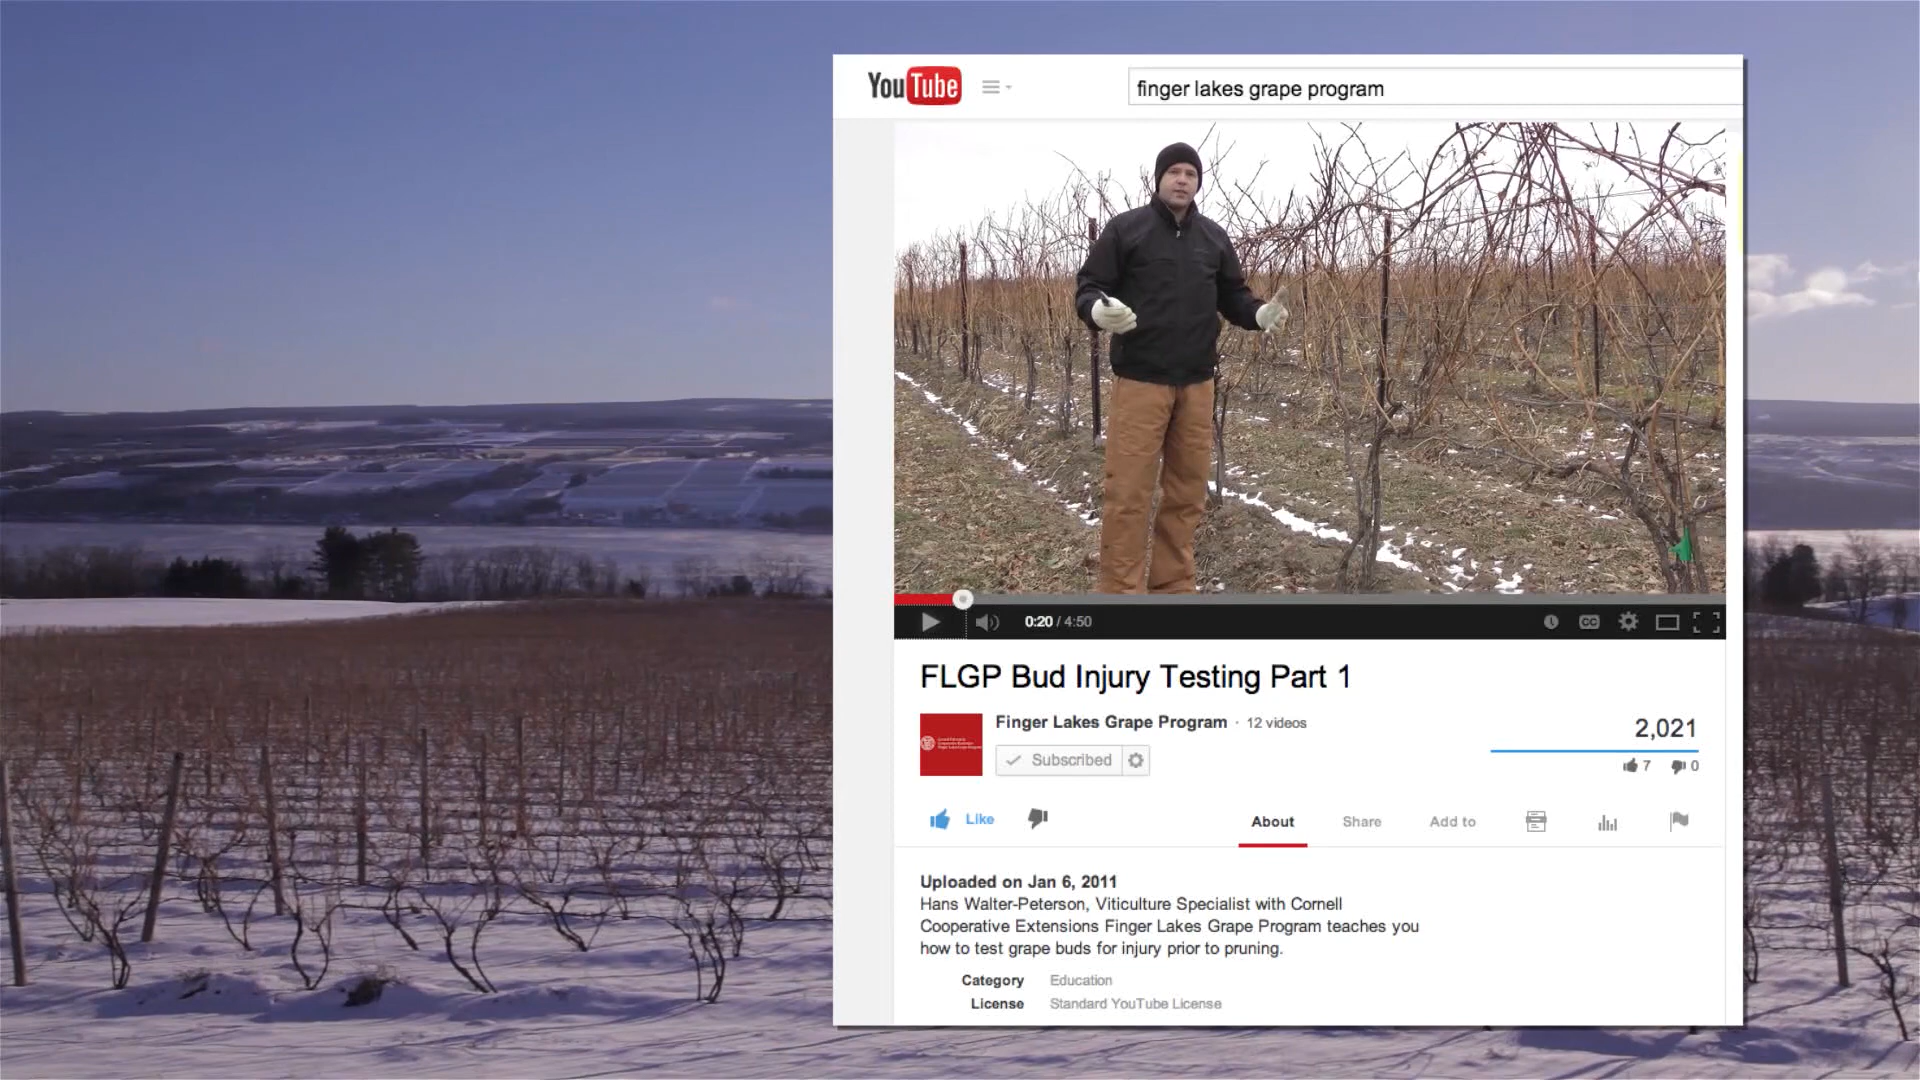 YouTube
finger lakes grape program
0:20 / 4:50
CC
FLGP Bud Injury Testing Part 1
Finger Lakes Grape Program · 12 videos
Subscribed
2,021
7 0
Like
About Share Add to
Uploaded on Jan 6, 2011
Hans Walter-Peterson, Viticulture Specialist with Cornell
Cooperative Extensions Finger Lakes Grape Program teaches you
how to test grape buds for injury prior to pruning.
Category Education
License Standard YouTube License